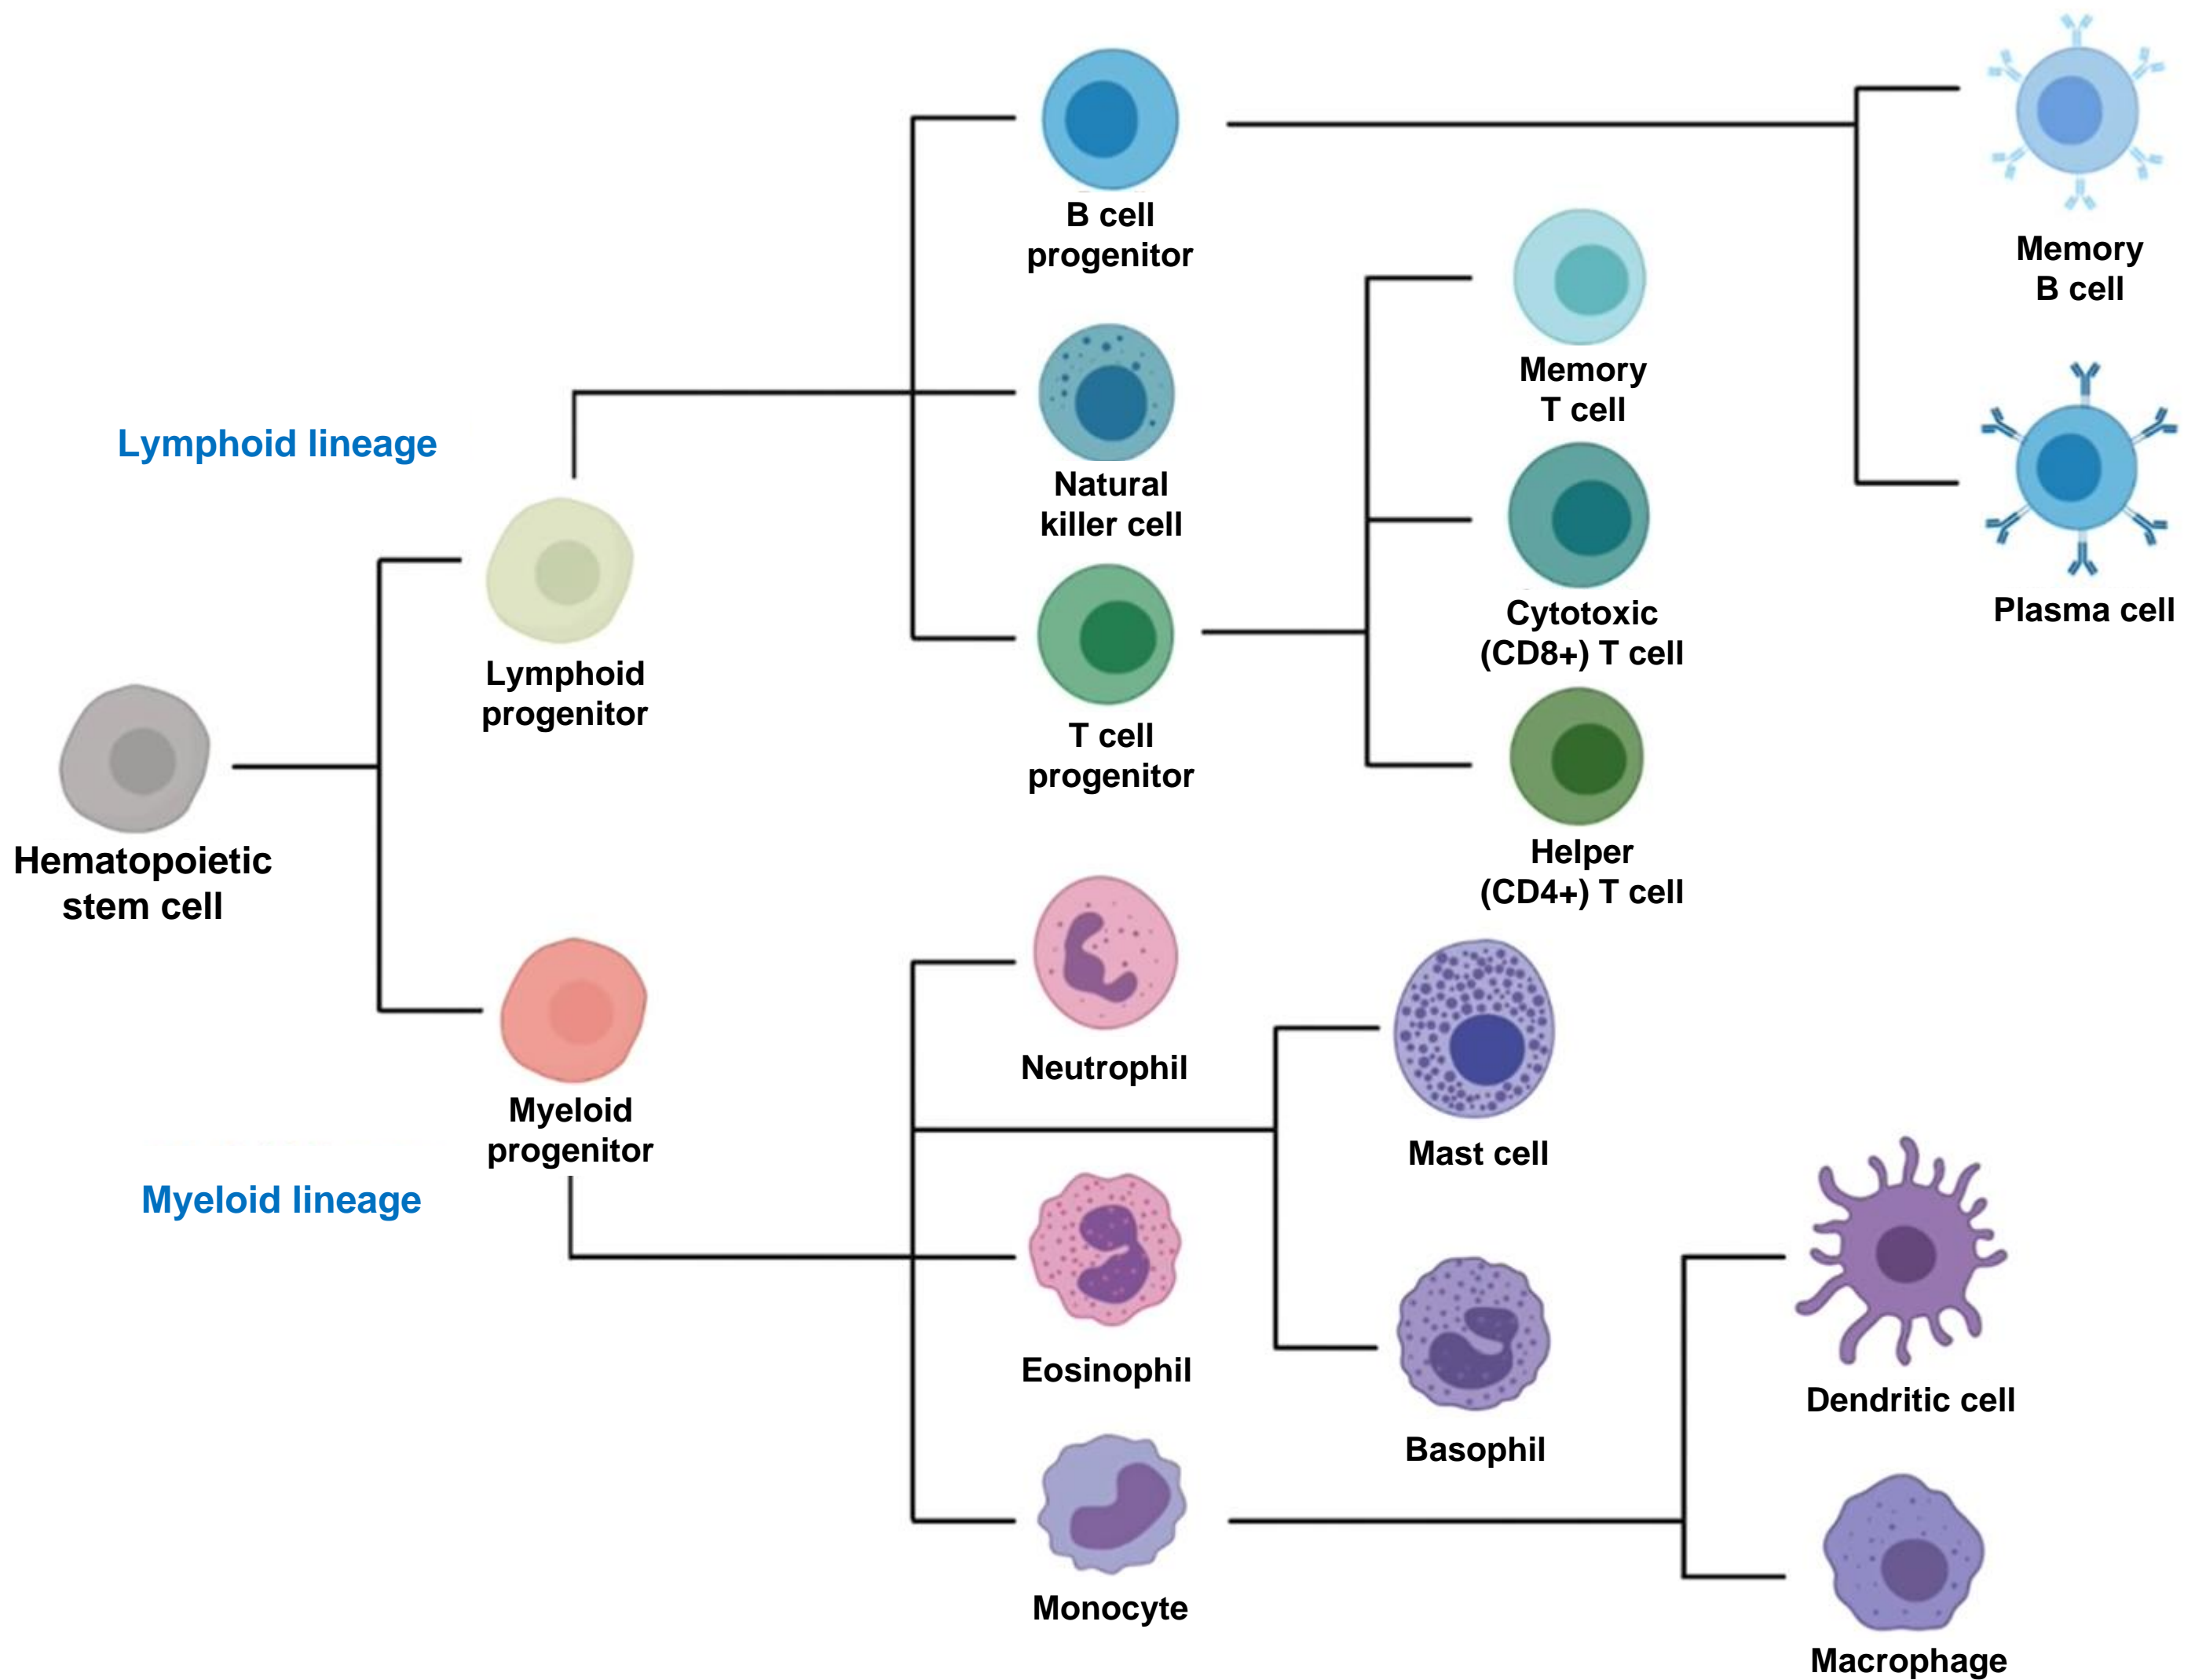 B cell
progenitor
Memory
B cell
Memory
T cell
Lymphoid lineage
Natural
killer cell
Cytotoxic
(CD8+) T cell
Plasma cell
Lymphoid
progenitor
T cell
progenitor
Hematopoietic
stem cell
Helper
(CD4+) T cell
Neutrophil
Myeloid
progenitor
Mast cell
Myeloid lineage
Eosinophil
Dendritic cell
Basophil
Monocyte
Macrophage